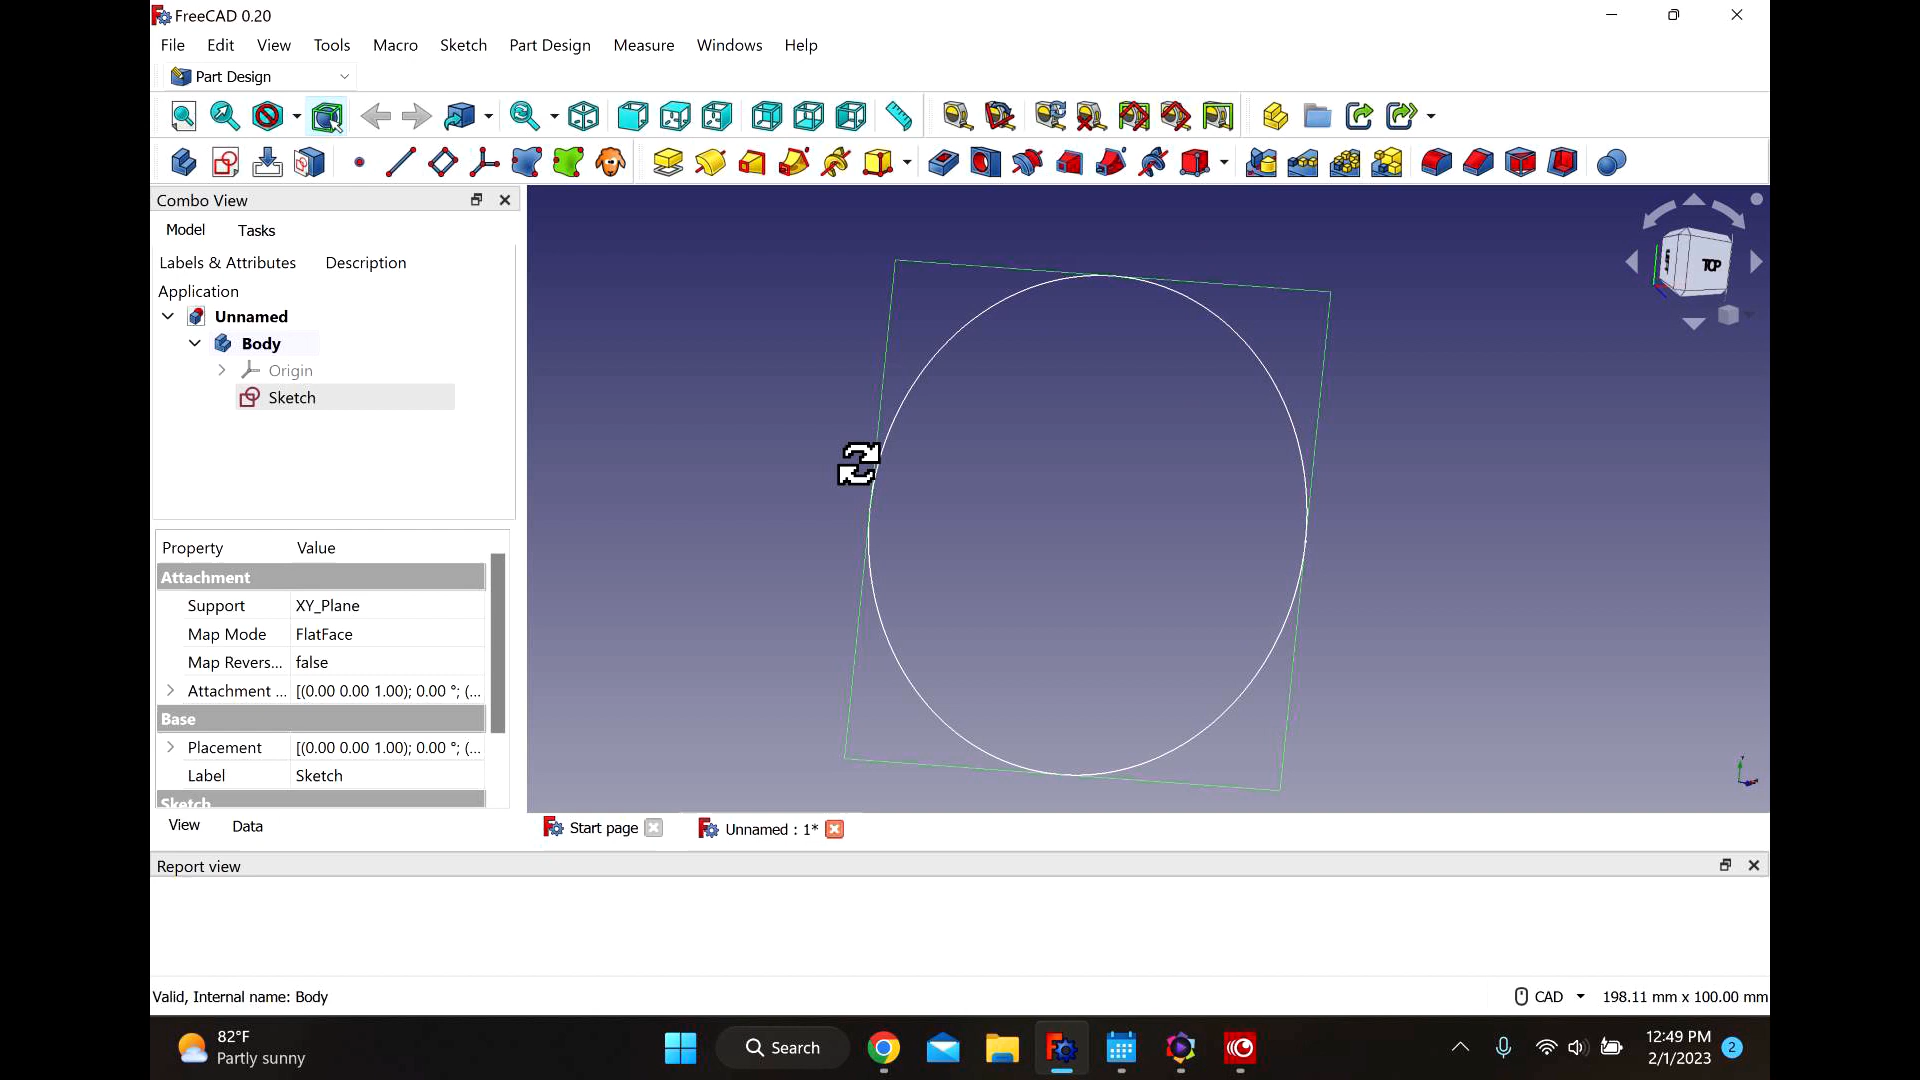 FreeCAD 0.20
File Edit View Tools Macro Sketch Part Design Measure Windows Help
Part Design
Combo View
Model Tasks
Labels & Attributes Description
Application
Unnamed
Body
Origin
Sketch
TOP
Property Value
Attachment
Support XY_Plane
Map Mode FlatFace
Map Revers... false
Attachment ... [(0.00 0.00 1.00); 0.00 °; (...
Base
Placement [(0.00 0.00 1.00); 0.00 °; (...
Label Sketch
Sketch
View Data
Start page Unnamed : 1*
Report view
Valid, Internal name: Body
CAD 198.11 mm x 100.00 mm
82°F
Partly sunny
Search
12:49 PM
2/1/2023
2